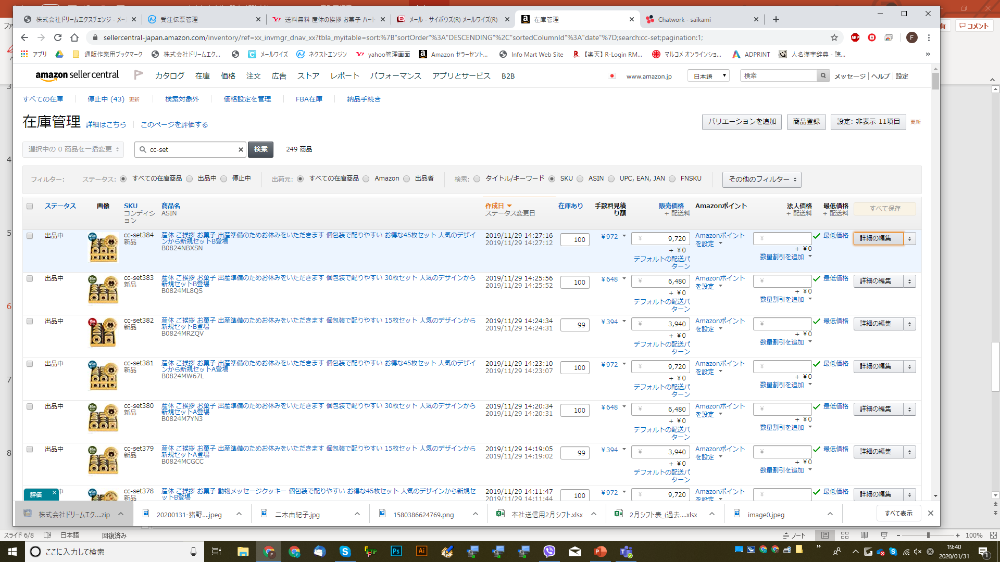 株式会社ドリームエクスチェンジ - メー
受注伝票管理
送料無料 産休の挨拶 お菓子 ハート
メール - サイボウズ(R) メールワイズ(R)
在庫管理
Chatwork - saikami
sellercentral-japan.amazon.com/inventory/ref=xx_invmgr_dnav_xx?tbla_myitable=sort:%7B"sortOrder"%3A"DESCENDING"%2C"sortedColumnId"%3A"date"%7D;search:cc-set;pagination:1;
アプリ
通販作業用ブックマーク
株式会社ドリームエク...
メールワイズ
ネクストエンジン
yahoo管理画面
Amazon セラーセント...
Info Mart Web Site
【楽天】R-Login RM...
マルコメ オンラインショ...
ADPRINT
人名漢字辞典 - 読...
コメント
amazon seller central
カタログ 在庫 価格 注文 広告 ストア レポート パフォーマンス アプリとサービス B2B
www.amazon.jp
日本語
検索
メッセージ | ヘルプ | 設定
すべての在庫 停止中 (43) 更新 検索対象外 価格設定を管理 FBA在庫 納品手続き
在庫管理 詳細はこちら このページを評価する
バリエーションを追加 商品登録 設定: 非表示 11項目 更新
選択中の 0 商品を一括変更
cc-set
検索
249 商品
フィルター: ステータス: すべての在庫商品 出品中 停止中 出荷元: すべての在庫商品 Amazon 出品者 検索: タイトル/キーワード SKU ASIN UPC, EAN, JAN FNSKU その他のフィルター
ステータス 画像 SKU コンディション 商品名 ASIN 作成日 ステータス変更日 在庫あり 手数料見積り額 販売価格 + 配送料 Amazonポイント 法人価格 + 配送料 最低価格 + 配送料 すべて保存
出品中 cc-set384 新品
産休 ご挨拶 お菓子 出産準備のためお休みをいただきます 個包装で配りやすい お得な45枚セット 人気のデザイ
ンから新規セットB登場
B0824NBXSN
2019/11/29 14:27:16
2019/11/29 14:27:12
100 ¥972 ¥ 9,720 + ¥0 デフォルトの配送パターン
Amazonポイントを設定 ¥ + ¥0 数量割引を追加 最低価格 詳細の編集
出品中 cc-set383 新品
産休 ご挨拶 お菓子 出産準備のためお休みをいただきます 個包装で配りやすい 30枚セット 人気のデザインから
新規セットB登場
B0824ML8QS
2019/11/29 14:25:56
2019/11/29 14:25:52
100 ¥648 ¥ 6,480 + ¥0 デフォルトの配送パターン
Amazonポイントを設定 ¥ + ¥0 数量割引を追加 最低価格 詳細の編集
出品中 cc-set382 新品
産休 ご挨拶 お菓子 出産準備のためお休みをいただきます 個包装で配りやすい 15枚セット 人気のデザインから
新規セットB登場
B0824MRZQV
2019/11/29 14:24:34
2019/11/29 14:24:31
99 ¥394 ¥ 3,940 + ¥0 デフォルトの配送パターン
Amazonポイントを設定 ¥ + ¥0 数量割引を追加 最低価格 詳細の編集
出品中 cc-set381 新品
産休 ご挨拶 お菓子 出産準備のためお休みをいただきます 個包装で配りやすい お得な45枚セット 人気のデザイ
ンから新規セットA登場
B0824MW67L
2019/11/29 14:23:10
2019/11/29 14:23:07
100 ¥972 ¥ 9,720 + ¥0 デフォルトの配送パターン
Amazonポイントを設定 ¥ + ¥0 数量割引を追加 最低価格 詳細の編集
出品中 cc-set380 新品
産休 ご挨拶 お菓子 出産準備のためお休みをいただきます 個包装で配りやすい 30枚セット 人気のデザインから
新規セットA登場
B0824M7YN3
2019/11/29 14:20:34
2019/11/29 14:20:31
100 ¥648 ¥ 6,480 + ¥0 デフォルトの配送パターン
Amazonポイントを設定 ¥ + ¥0 数量割引を追加 最低価格 詳細の編集
出品中 cc-set379 新品
産休 ご挨拶 お菓子 出産準備のためお休みをいただきます 個包装で配りやすい 15枚セット 人気のデザインから
新規セットA登場
B0824MCGCC
2019/11/29 14:19:05
2019/11/29 14:19:02
99 ¥394 ¥ 3,940 + ¥0 デフォルトの配送パターン
Amazonポイントを設定 ¥ + ¥0 数量割引を追加 最低価格 詳細の編集
cc-set378 新品
産休 ご挨拶 お菓子 動物メッセージクッキー 個包装で配りやすい お得な45枚セット 人気のデザインから新規セ
ットB登場
2019/11/29 14:11:47
2019/11/29 14:11:44
100 ¥972 ¥ 9,720
Amazonポイントを設定 ¥ 最低価格 詳細の編集
評価
株式会社ドリームエク....zip
20200131-猪野....jpeg
二木由紀子.jpg
1580386624769.png
本社送信用2月シフト.xlsx
2月シフト表_(過去....xlsx
image0.jpeg
すべて表示
3
4
5
6
7
8
スライド 6/8 日本語 回復済み ノート 100%
ここに入力して検索
19:40
2020/01/31